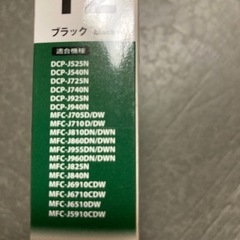 ブラック
適合機種
DCP-J525N
DCP-J540N
DCP-J725N
DCP-J740N
DCP-J925N
DCP-J940N
MFC-J705D/DW
MFC-J710D/DW
MFC-J810DN/DWN
MFC-J860DN/DWN
MFC-J955DN/DWN
MFC-J960DN/DWN
MFC-J825N
MFC-J840N
MFC-J6910CDW
MFC-J6710CDW
MFC-J6510DW
MFC-J5910CDW